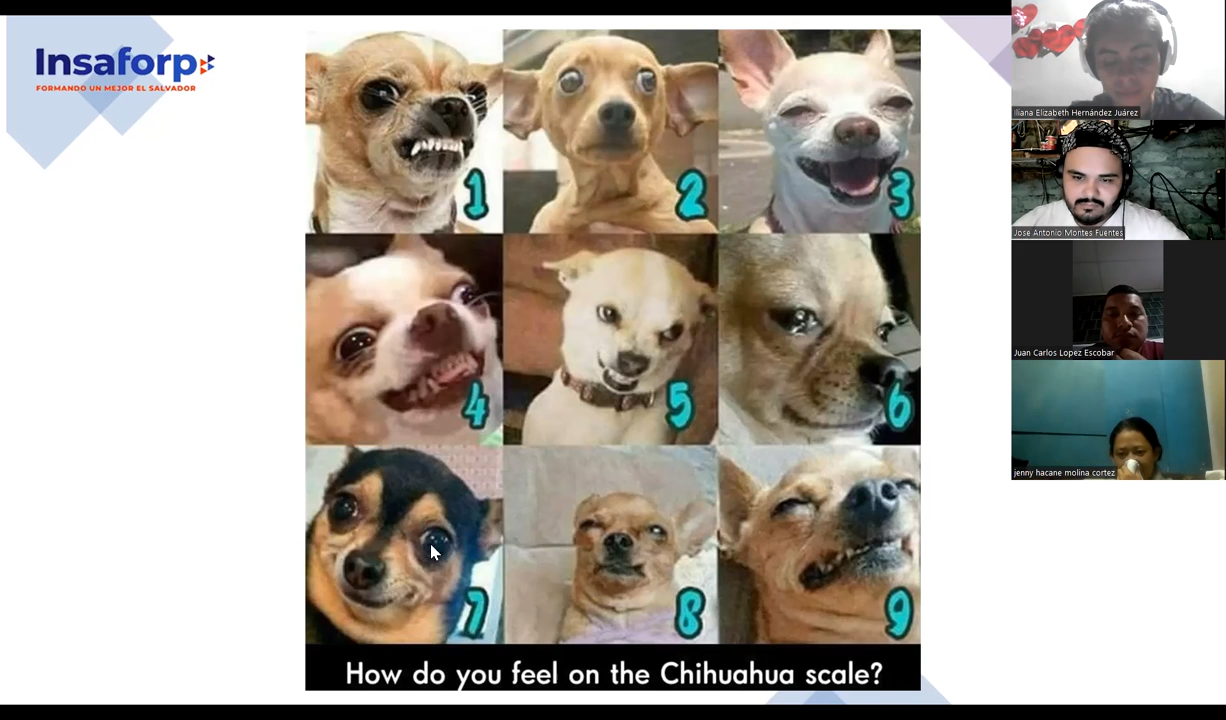 Insaforp
FORMANDO UN MEJOR EL SALVADOR
1
2
3
4
5
6
7
8
9
How do you feel on the Chihuahua scale?
Iliana Elizabeth Hernández Juárez
Jose Antonio Montes Fuentes
Juan Carlos Lopez Escobar
jenny hacane molina cortez